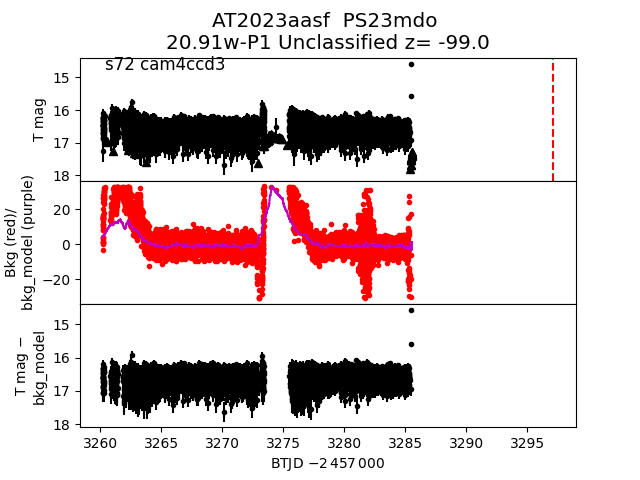 AT2023aasf PS23mdo
20.91w-P1 Unclassified z= -99.0
s72 cam4ccd3
T mag
15
16
17
18
Bkg (red)/
bkg_model (purple)
20
0
−20
T mag −
bkg_model
15
16
17
18
3260 3265 3270 3275 3280 3285 3290 3295
BTJD −2 457 000